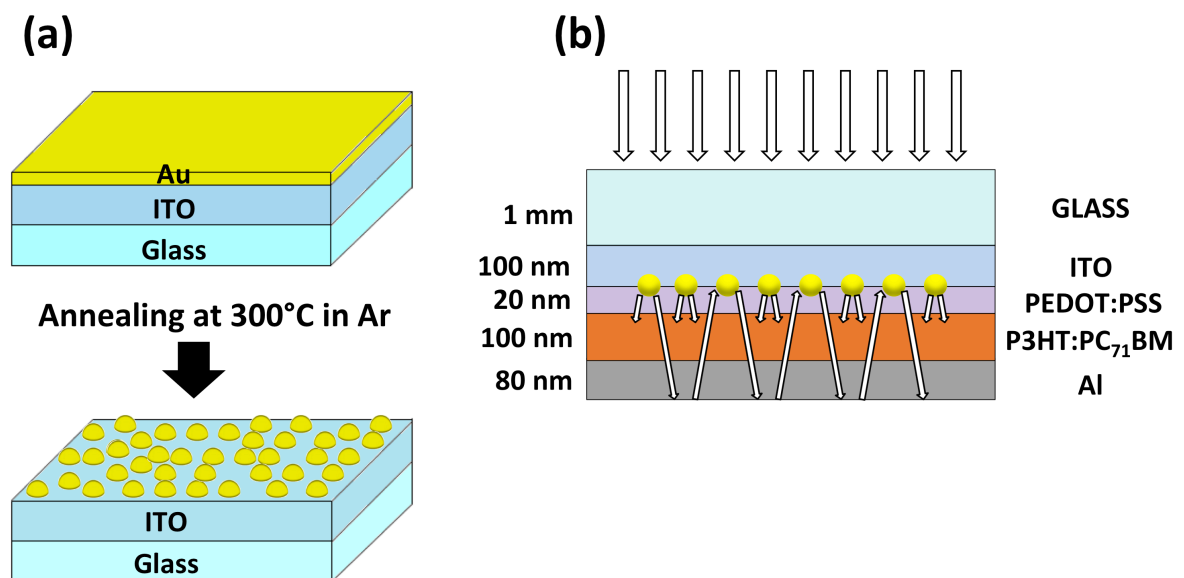 (a)
Au
ITO
Glass
Annealing at 300°C in Ar
ITO
Glass
(b)
1 mm GLASS
100 nm ITO
20 nm PEDOT:PSS
100 nm P3HT:PC₇₁BM
80 nm Al